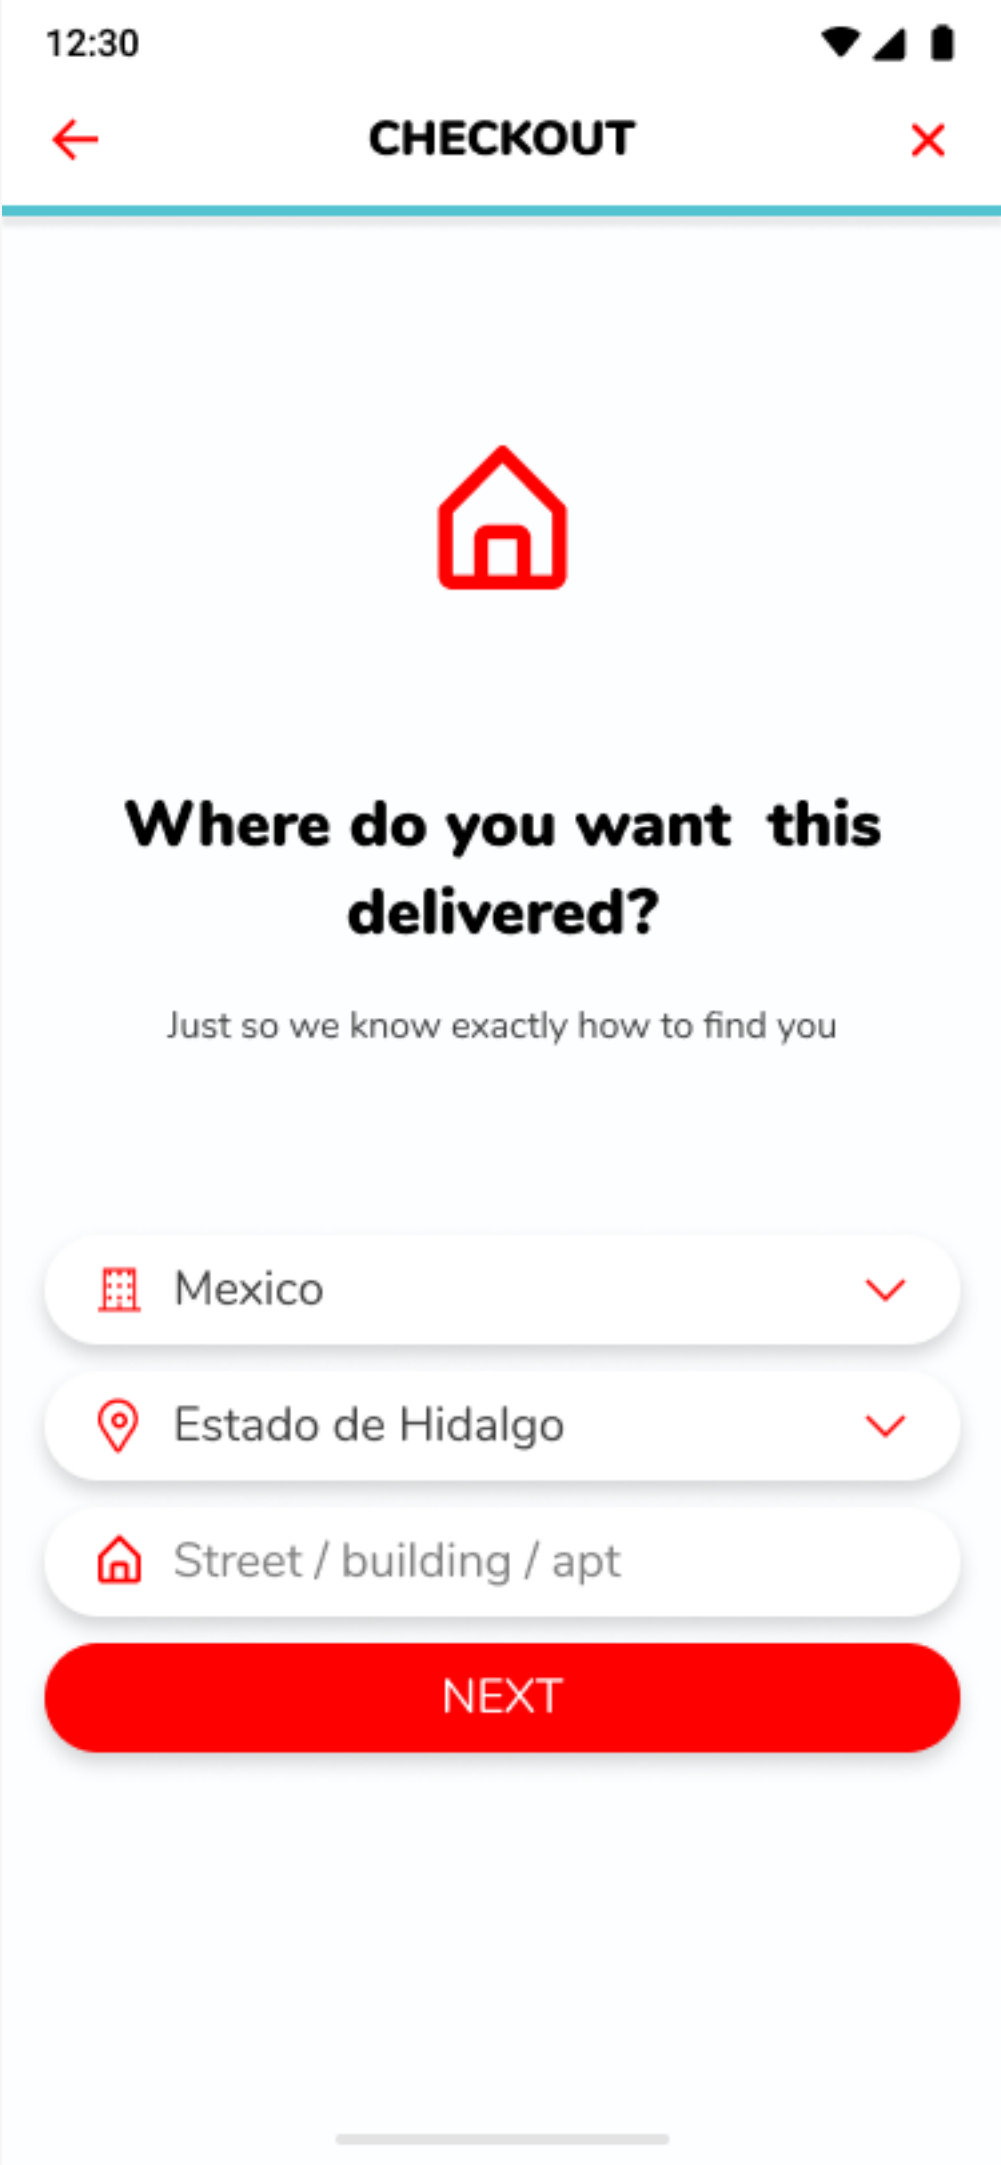 12:30
CHECKOUT
Where do you want  this
delivered?
Just so we know exactly how to find you
Mexico
Estado de Hidalgo
Street / building / apt
NEXT